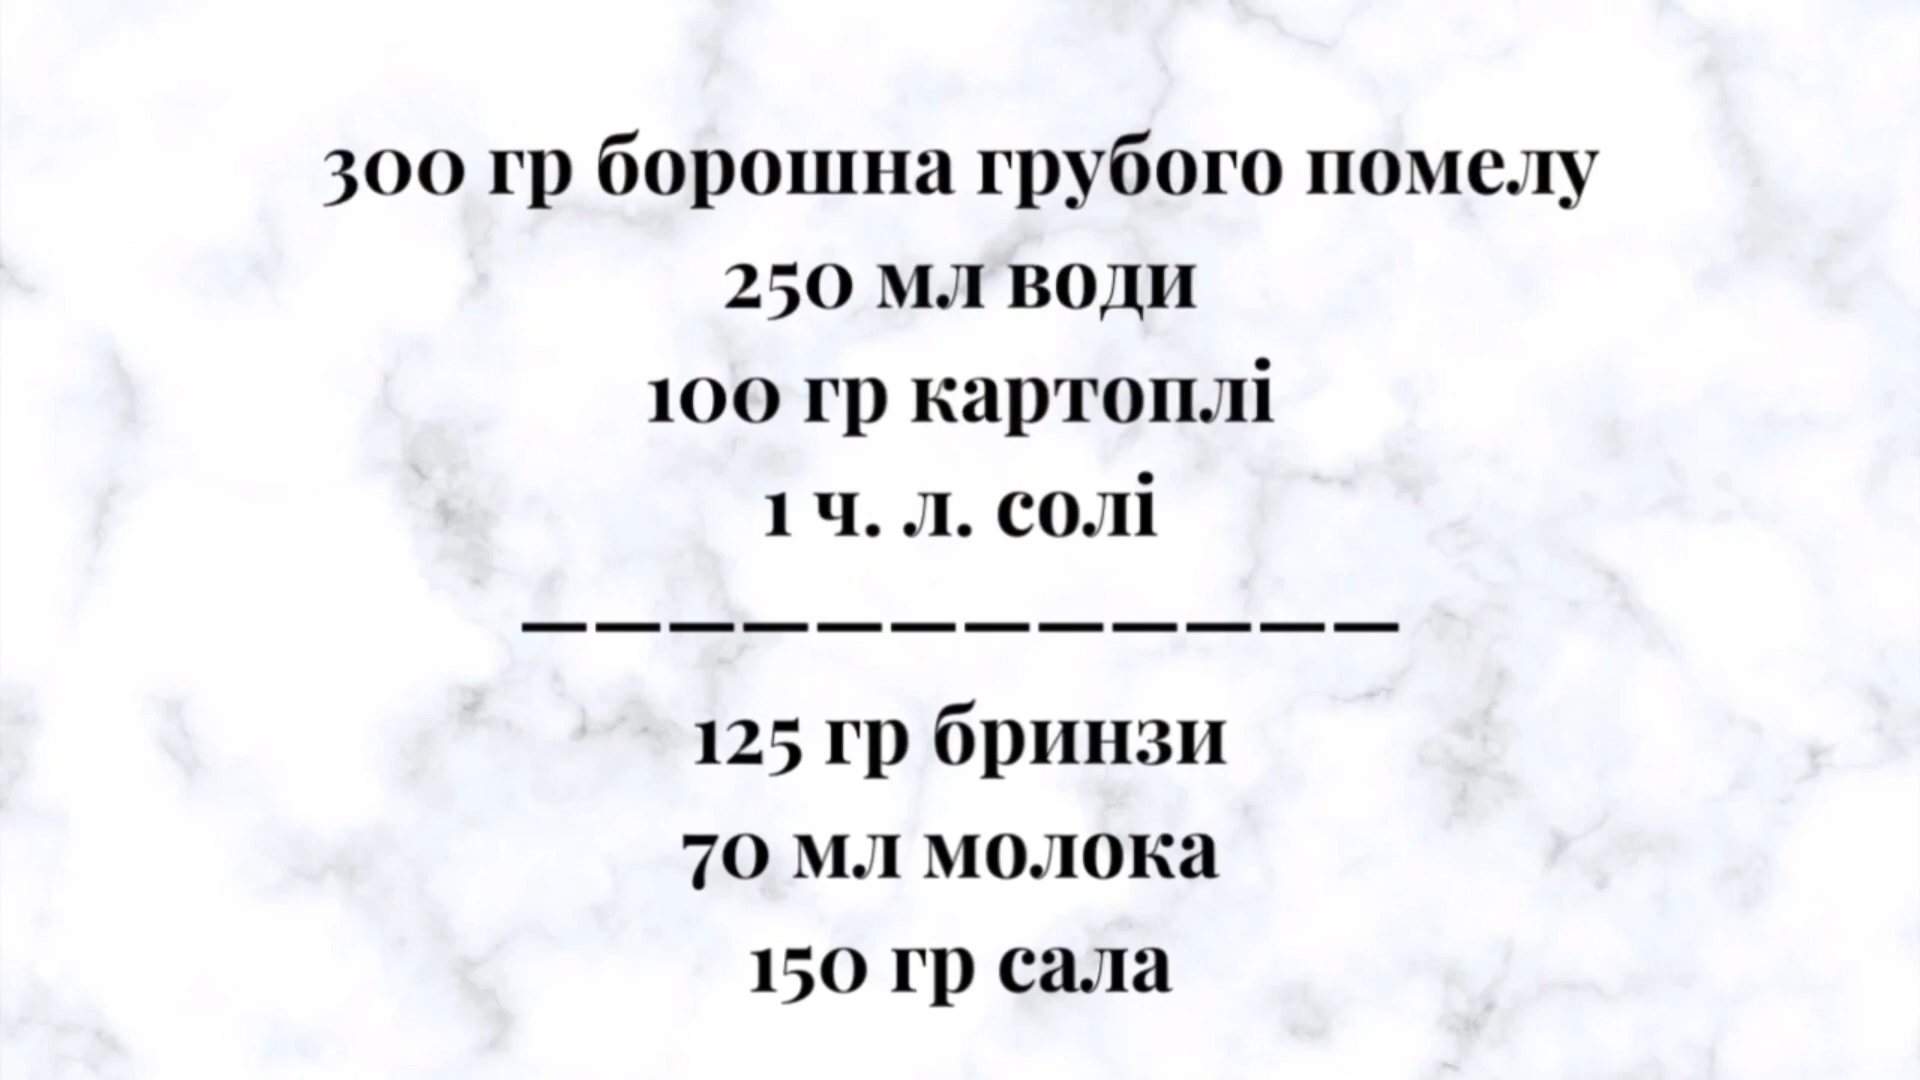 300 гр борошна грубого помелу
250 мл води
100 гр картоплі
1 ч. л. солі
————————————
125 гр бринзи
70 мл молока
150 гр сала